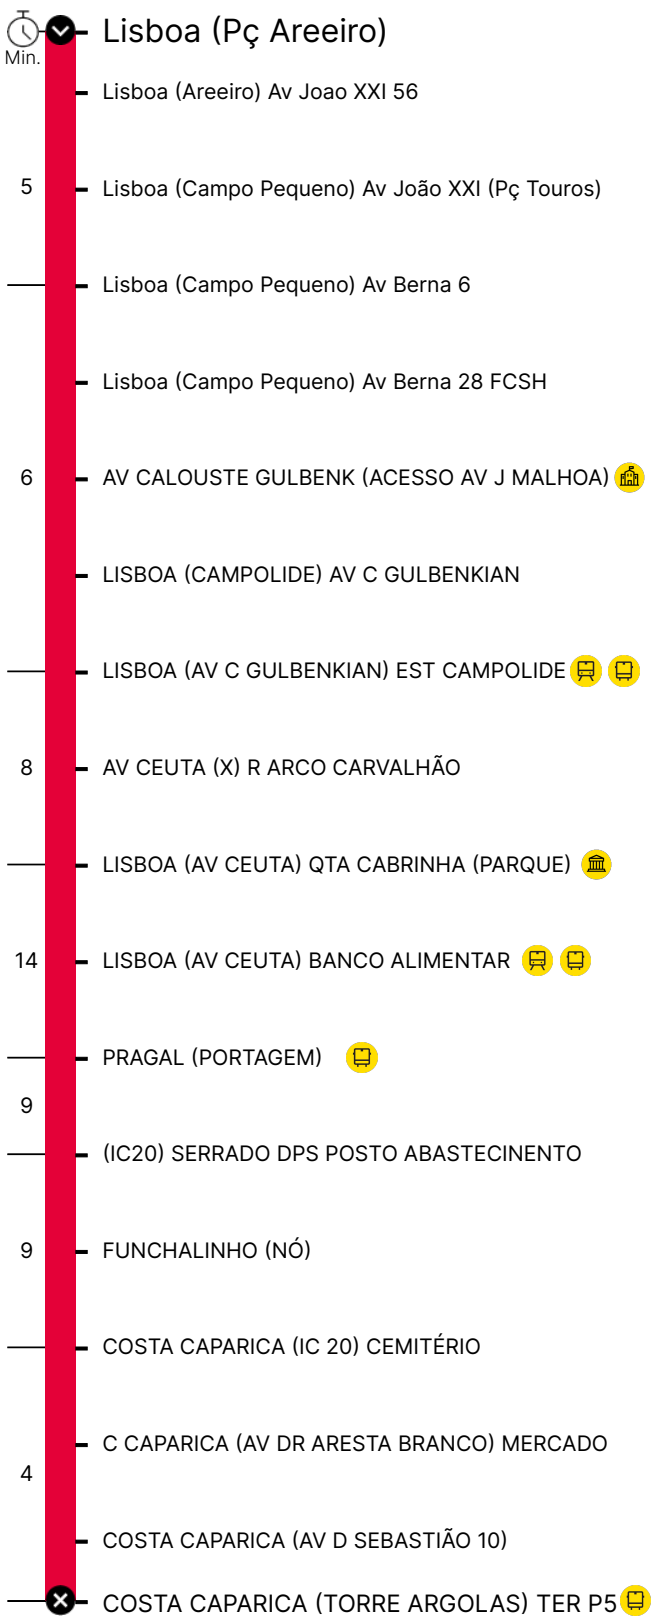 Lisboa (Pç Areeiro)
Min.
Lisboa (Areeiro) Av Joao XXI 56
5
Lisboa (Campo Pequeno) Av João XXI (Pç Touros)
Lisboa (Campo Pequeno) Av Berna 6
Lisboa (Campo Pequeno) Av Berna 28 FCSH
6
AV CALOUSTE GULBENK (ACESSO AV J MALHOA)
LISBOA (CAMPOLIDE) AV C GULBENKIAN
LISBOA (AV C GULBENKIAN) EST CAMPOLIDE
8
AV CEUTA (X) R ARCO CARVALHÃO
LISBOA (AV CEUTA) QTA CABRINHA (PARQUE)
14
LISBOA (AV CEUTA) BANCO ALIMENTAR
PRAGAL (PORTAGEM)
9
(IC20) SERRADO DPS POSTO ABASTECINENTO
9
FUNCHALINHO (NÓ)
COSTA CAPARICA (IC 20) CEMITÉRIO
C CAPARICA (AV DR ARESTA BRANCO) MERCADO
4
COSTA CAPARICA (AV D SEBASTIÃO 10)
COSTA CAPARICA (TORRE ARGOLAS) TER P5